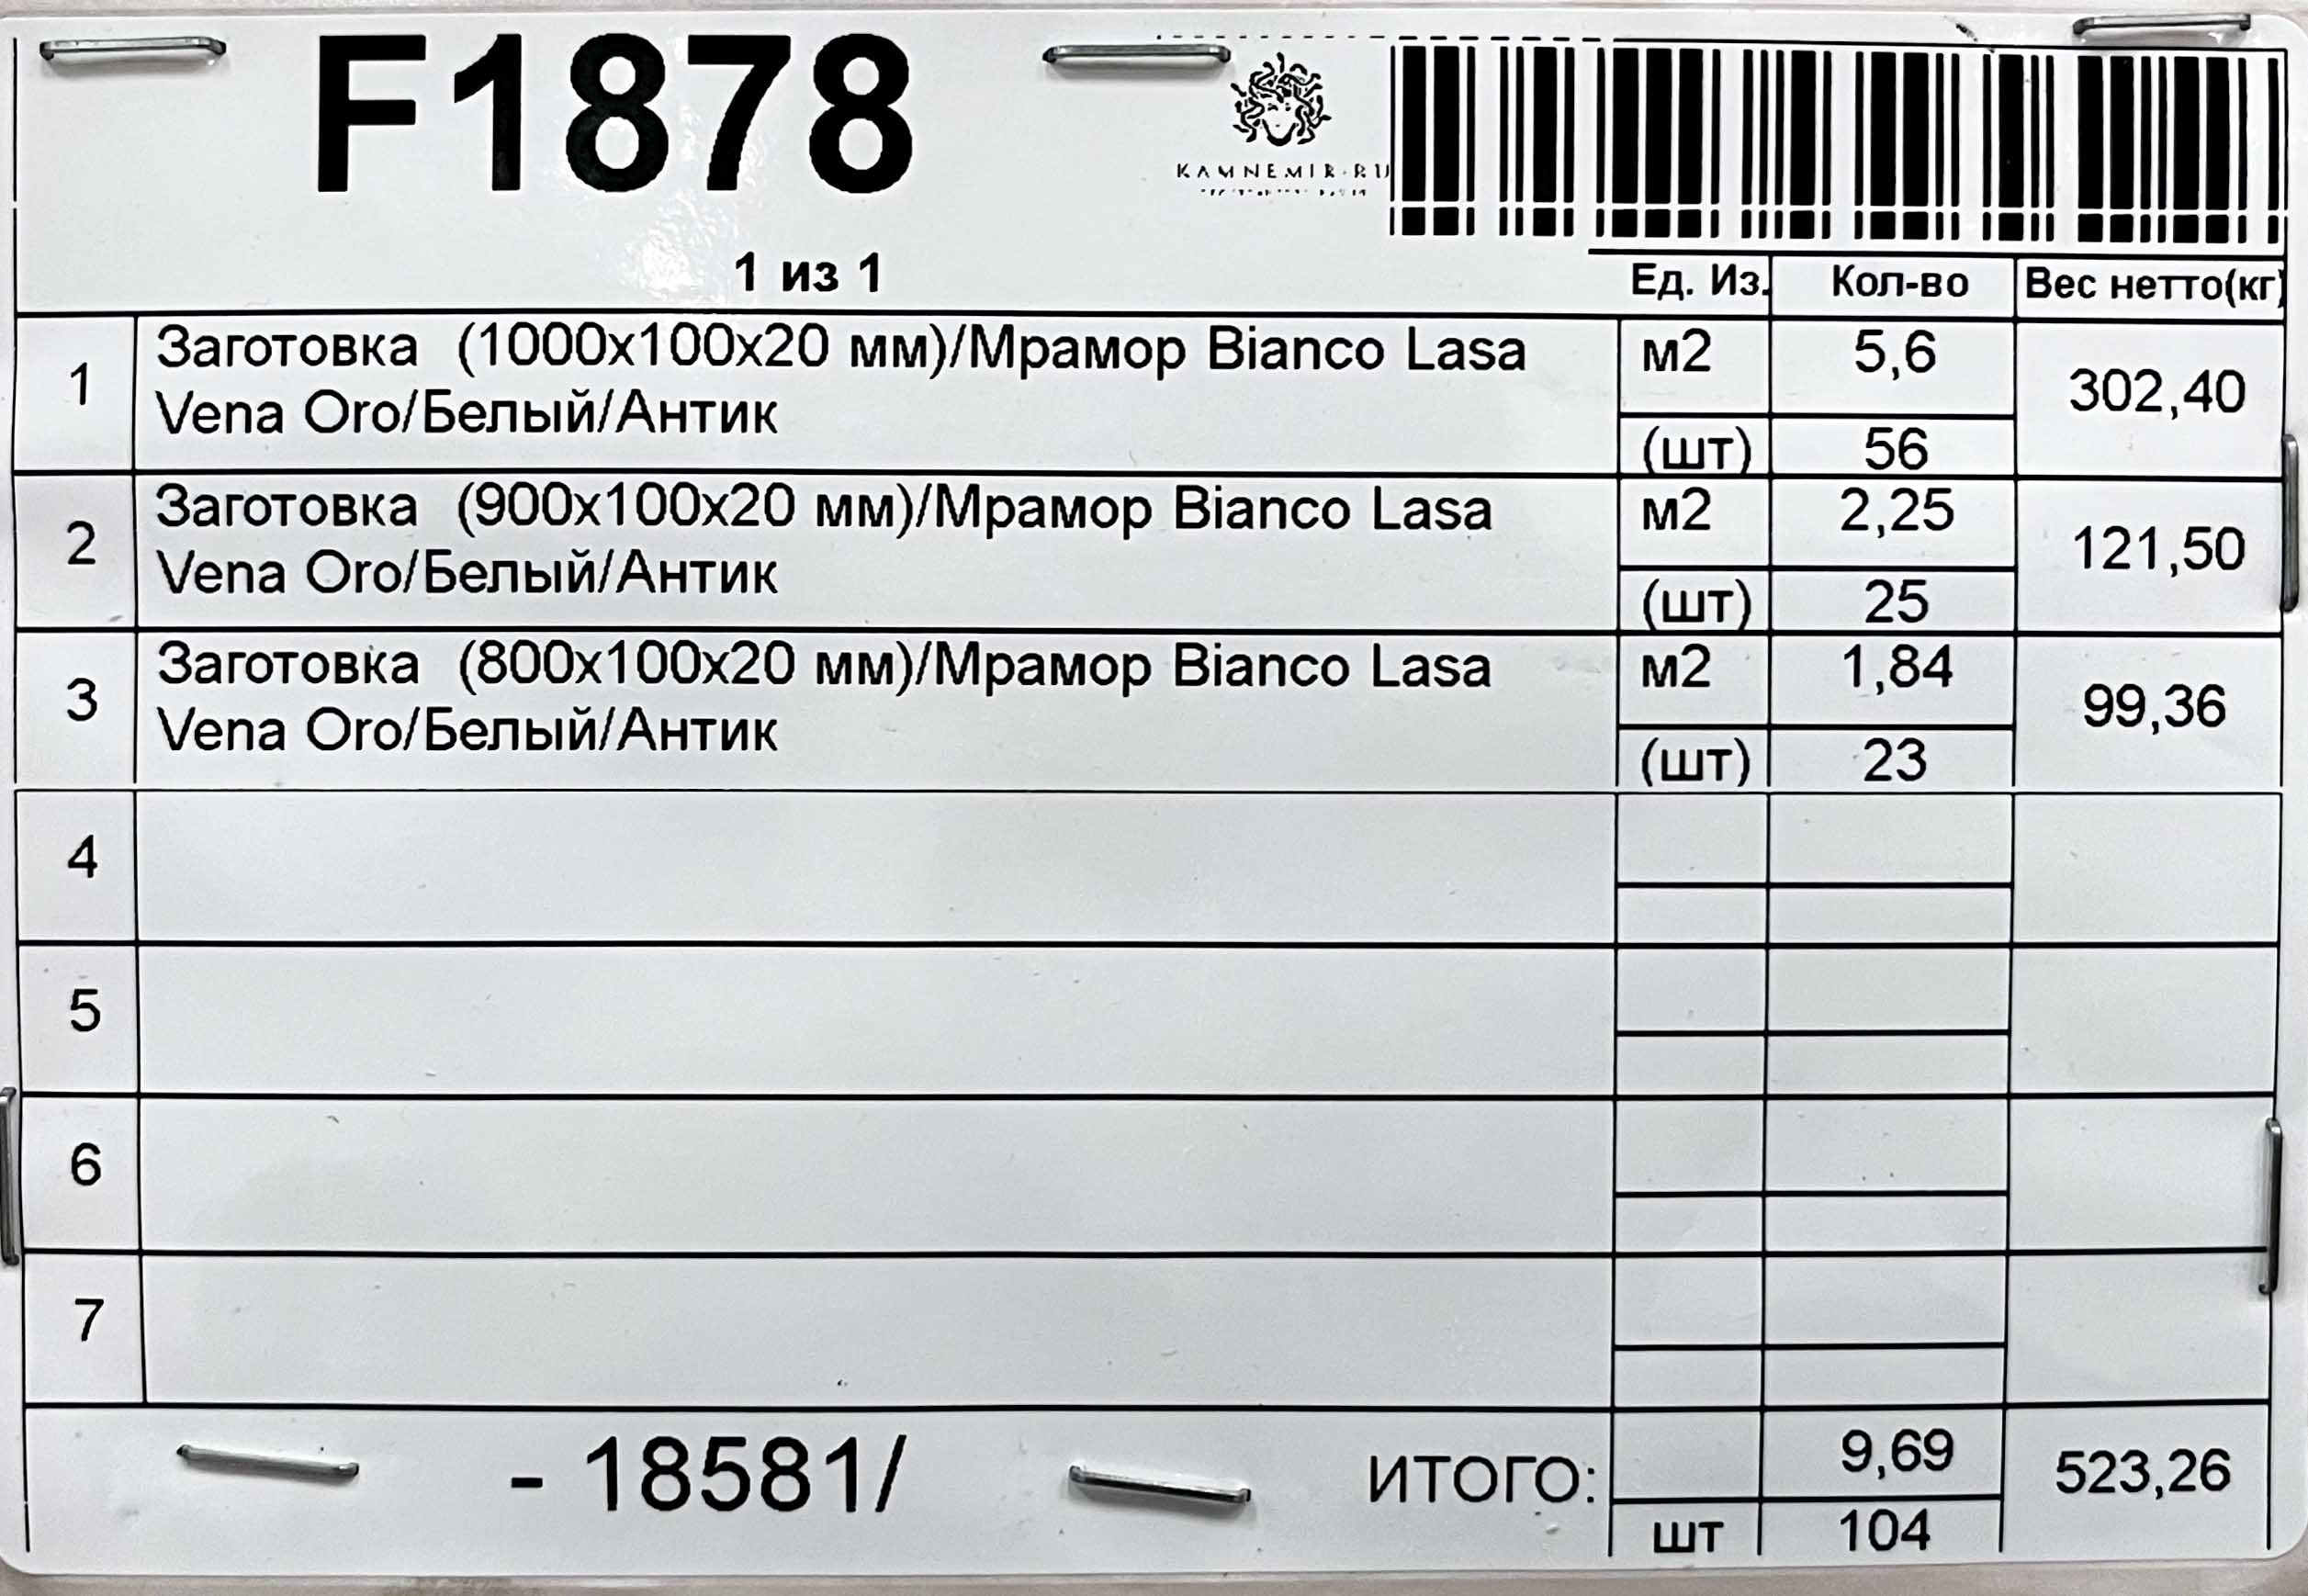 F1878
KAMNEMIR.RU
1 из 1
Ед. Из. Кол-во Вес нетто(кг)
1 Заготовка (1000x100x20 мм)/Мрамор Bianco Lasa м2 5,6 302,40
Vena Oro/Белый/Антик (шт) 56
2 Заготовка (900x100x20 мм)/Мрамор Bianco Lasa м2 2,25 121,50
Vena Oro/Белый/Антик (шт) 25
3 Заготовка (800x100x20 мм)/Мрамор Bianco Lasa м2 1,84 99,36
Vena Oro/Белый/Антик (шт) 23
4
5
6
7
- 18581/ ИТОГО: 9,69 523,26
шт 104